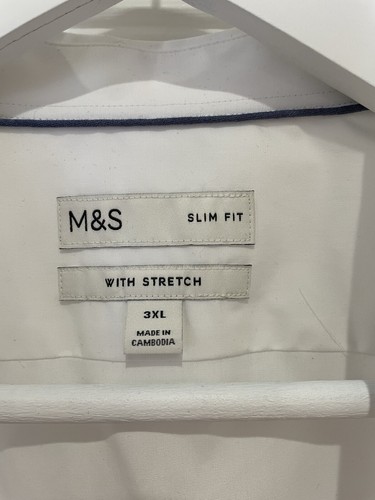 M&S SLIM FIT
WITH STRETCH
3XL
MADE IN
CAMBODIA